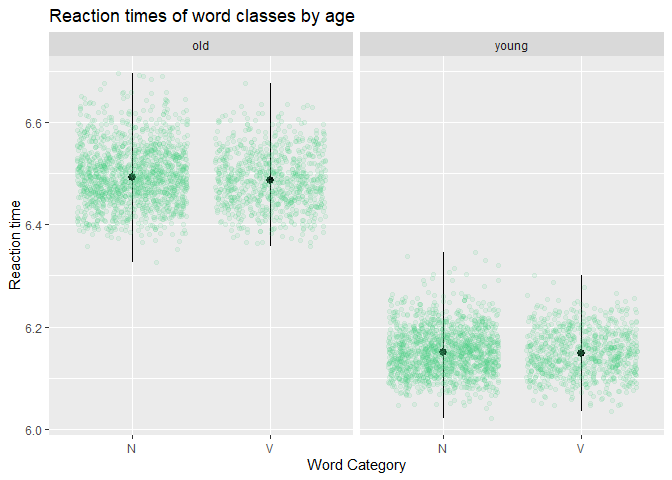 Reaction times of word classes by age
old
young
Reaction time
6.6
6.4
6.2
6.0
N
V
N
V
Word Category